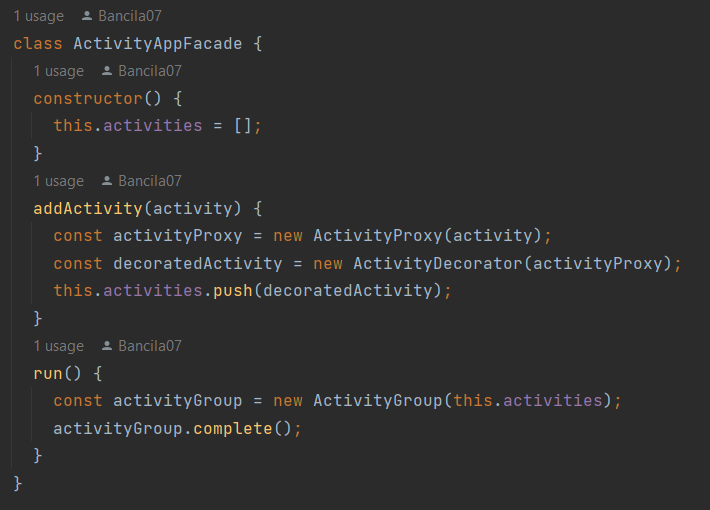 1 usage Bancila07
class ActivityAppFacade {
1 usage Bancila07
constructor() {
this.activities = [];
}
1 usage Bancila07
addActivity(activity) {
const activityProxy = new ActivityProxy(activity);
const decoratedActivity = new ActivityDecorator(activityProxy);
this.activities.push(decoratedActivity);
}
1 usage Bancila07
run() {
const activityGroup = new ActivityGroup(this.activities);
activityGroup.complete();
}
}